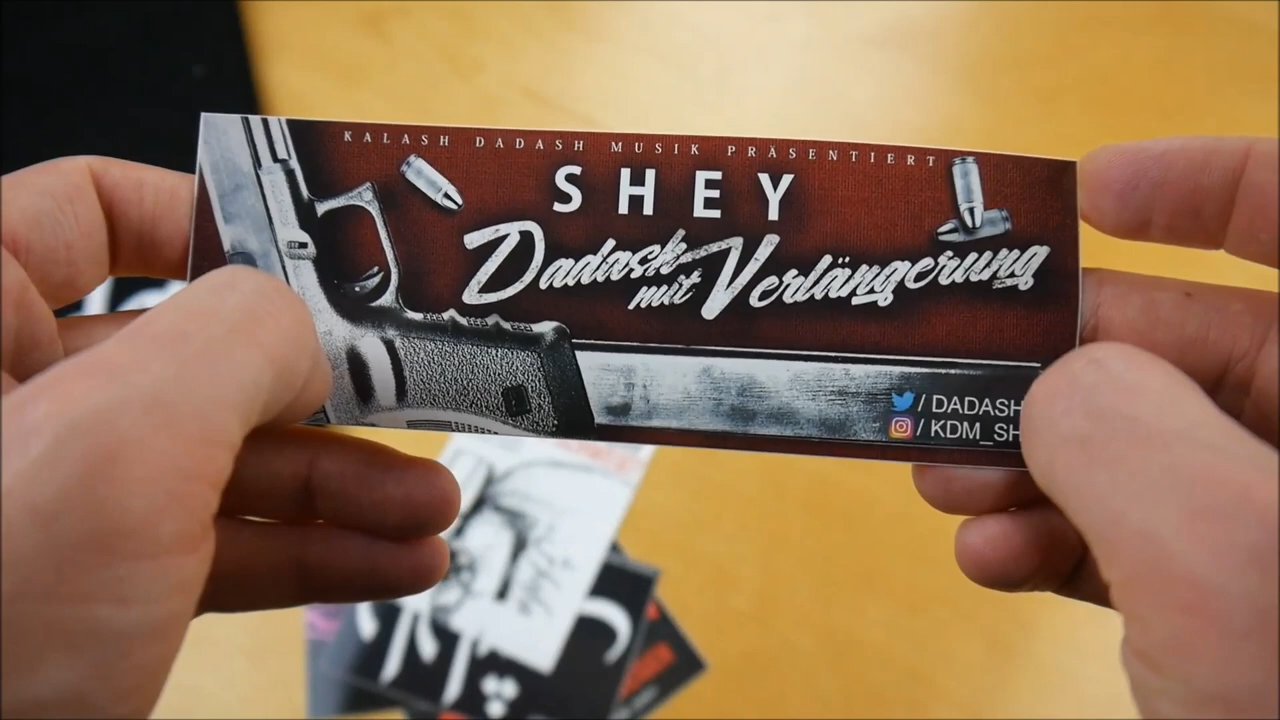 KALASH DADASH MUSIK PRÄSENTIERT
SHEY
Dadash mit Verlängerung
/ DADASH
/ KDM_SH